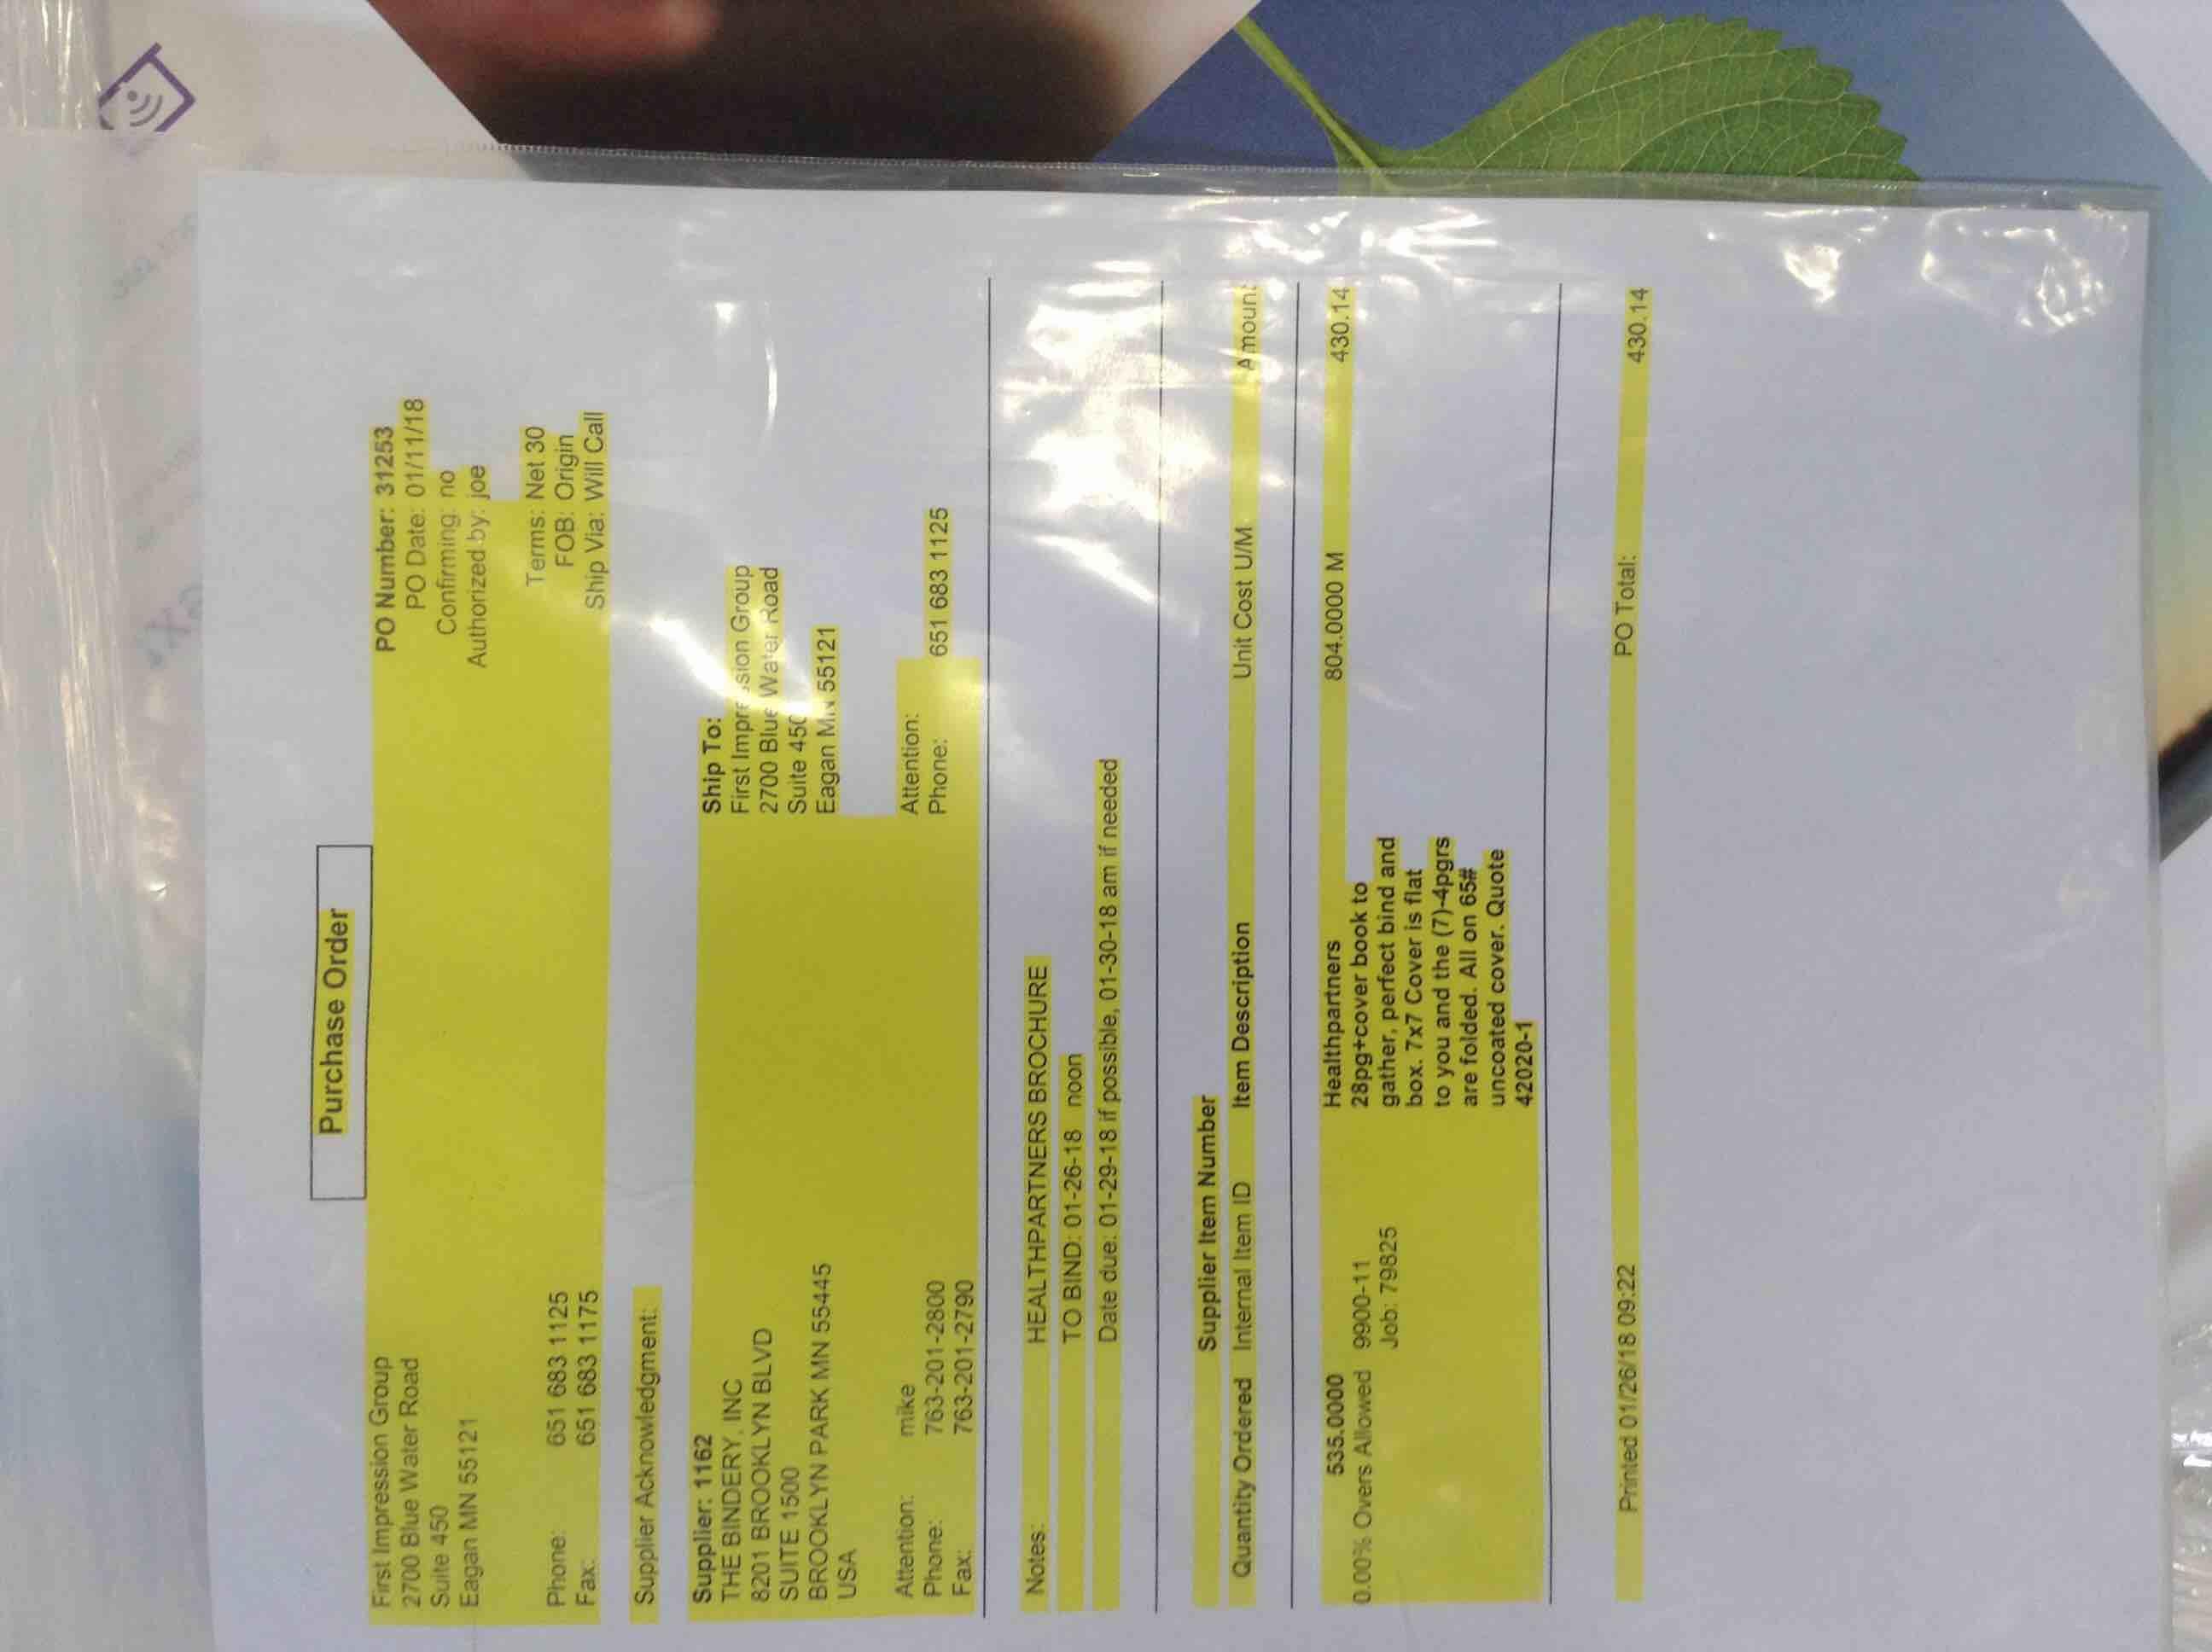 Purchase Order
First Impression Group
2700 Blue Water Road
Suite 450
Eagan MN 55121
Phone: 651 683 1125
Fax: 651 683 1175
PO Number: 31253
PO Date: 01/11/18
Confirming: no
Authorized by: joe
Terms: Net 30
FOB: Origin
Ship Via: Will Call
Supplier Acknowledgment:
Supplier: 1162
THE BINDERY, INC
8201 BROOKLYN BLVD
SUITE 1500
BROOKLYN PARK MN 55445
USA
Attention: mike
Phone: 763-201-2800
Fax: 763-201-2790
Ship To:
First Impression Group
2700 Blue Water Road
Suite 450
Eagan MN 55121
Attention:
Phone: 651 683 1125
Notes: HEALTHPARTNERS BROCHURE
TO BIND: 01-26-18 noon
Date due: 01-29-18 if possible, 01-30-18 am if needed
Supplier Item Number
Quantity Ordered Internal Item ID Item Description Unit Cost U/M Amount
535.0000 Healthpartners 804.0000 M 430.14
0.00% Overs Allowed 9900-11 28pg+cover book to
Job: 79825 gather, perfect bind and
box. 7x7 Cover is flat
to you and the (7)-4pgrs
are folded. All on 65#
uncoated cover. Quote
42020-1
Printed 01/26/18 09:22 PO Total: 430.14